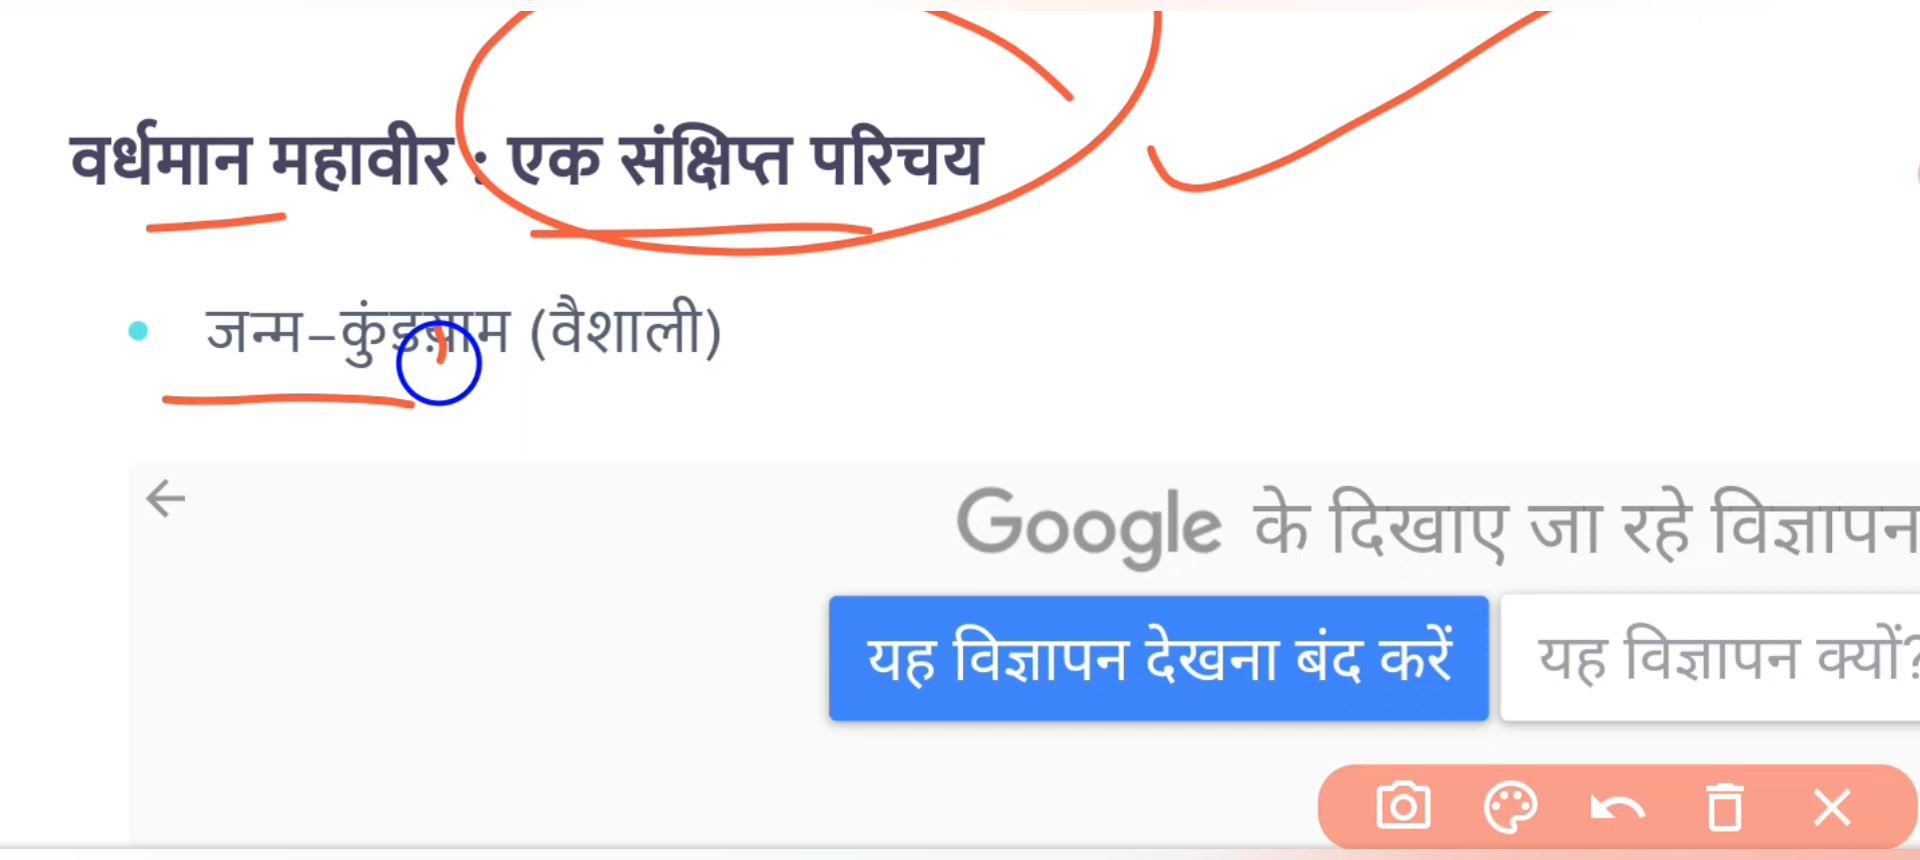 वर्धमान महावीर : एक संक्षिप्त परिचय
जन्म–कुंडग्राम (वैशाली)
Google के दिखाए जा रहे विज्ञापन
यह विज्ञापन देखना बंद करें
यह विज्ञापन क्यों?